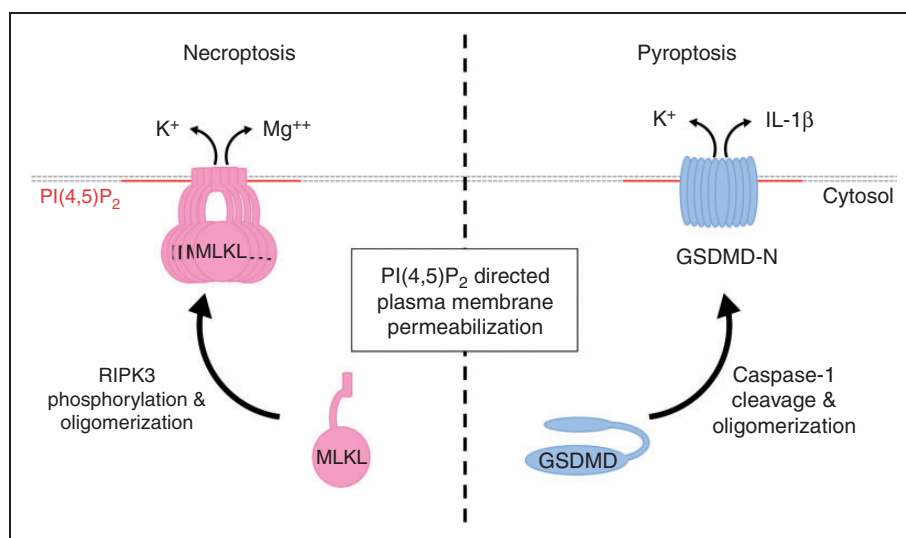 Necroptosis
K⁺
Mg⁺⁺
PI(4,5)P₂
MLKL
RIPK3
phosphorylation &
oligomerization
MLKL
PI(4,5)P₂ directed
plasma membrane
permeabilization
Pyroptosis
K⁺
IL-1β
Cytosol
GSDMD-N
Caspase-1
cleavage &
oligomerization
GSDMD